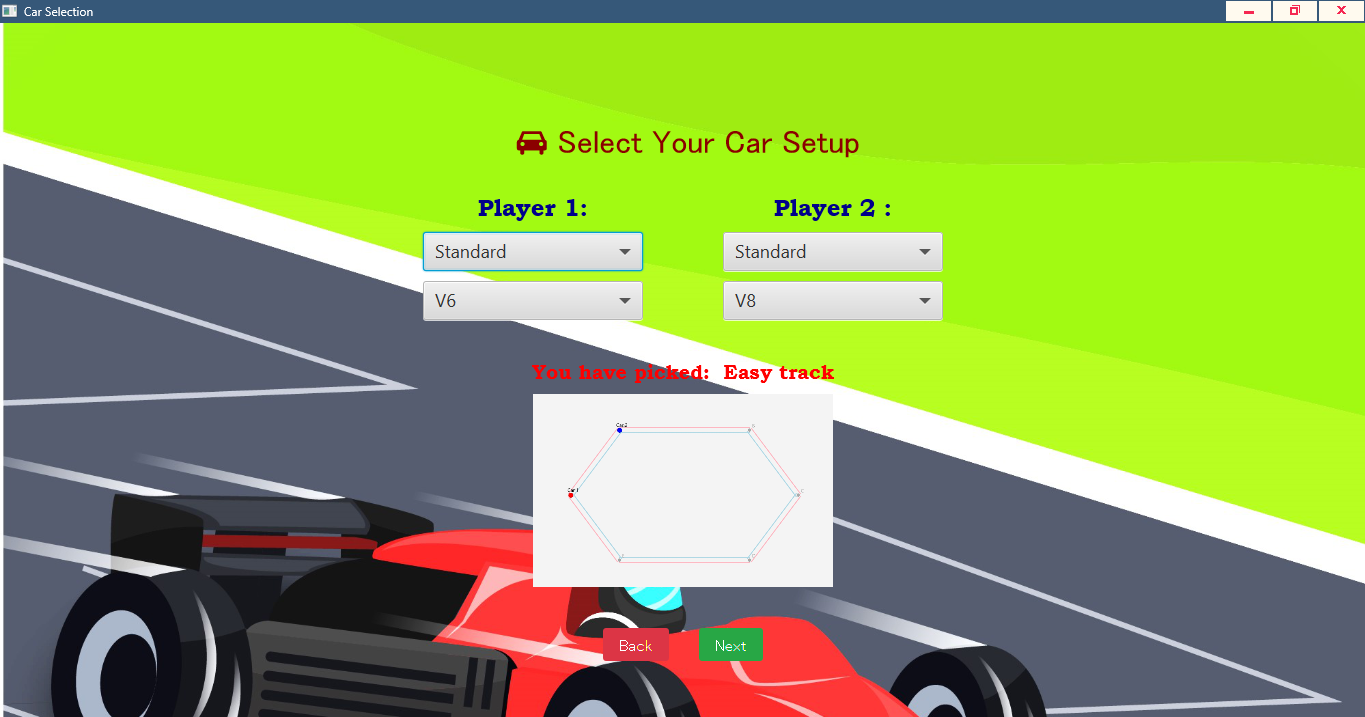 Car Selection
Select Your Car Setup
Player 1:
Player 2 :
Standard
Standard
V6
V8
You have picked: Easy track
Car 2
Car 1
Back
Next